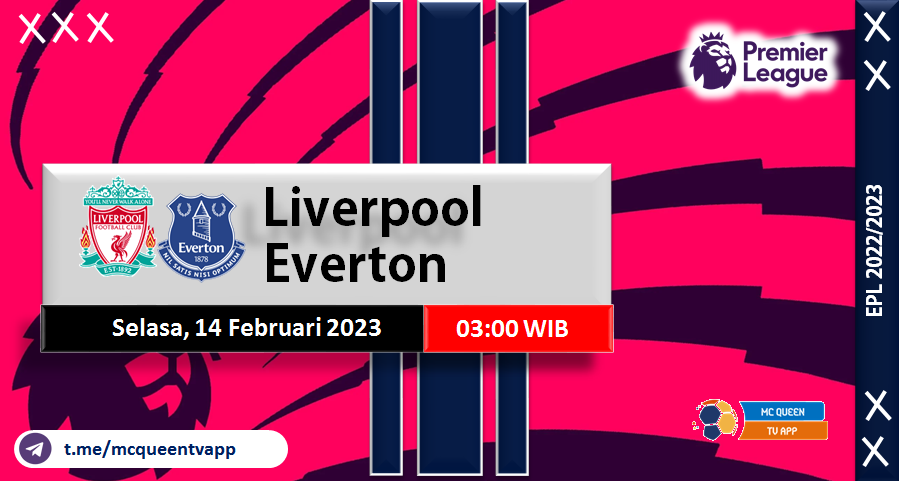 Premier
League
YOU'LL NEVER WALK ALONE
LIVERPOOL
FOOTBALL CLUB
EST·1892
Everton
1878
NIL SATIS NISI OPTIMUM
Liverpool
Everton
Selasa, 14 Februari 2023
03:00 WIB
EPL 2022/2023
MC QUEEN
TV APP
t.me/mcqueentvapp